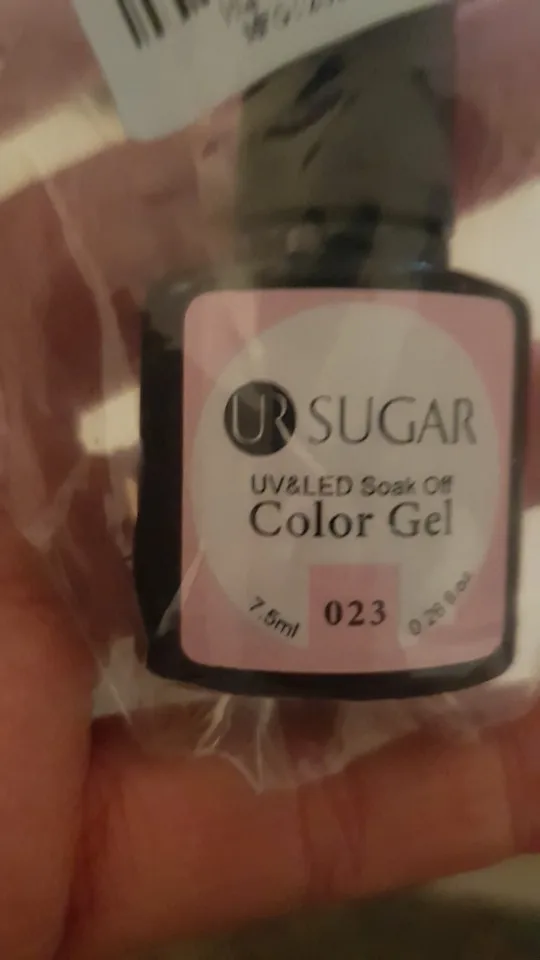 UR SUGAR
UV&LED Soak Off
Color Gel
7.5ml 023